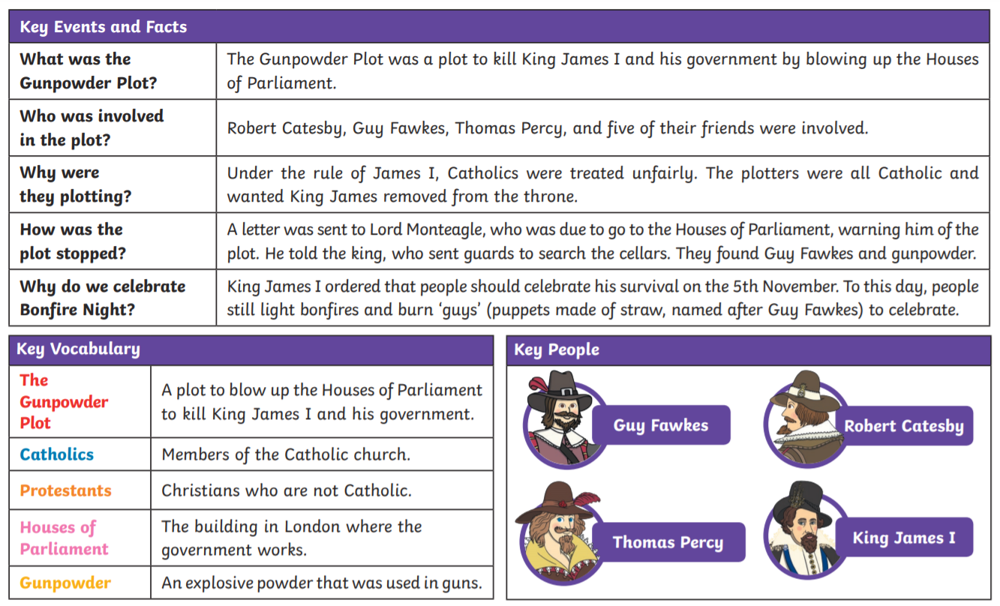 Key Events and Facts
What was the
Gunpowder Plot?
The Gunpowder Plot was a plot to kill King James I and his government by blowing up the Houses
of Parliament.
Who was involved
in the plot?
Robert Catesby, Guy Fawkes, Thomas Percy, and five of their friends were involved.
Why were
they plotting?
Under the rule of James I, Catholics were treated unfairly. The plotters were all Catholic and
wanted King James removed from the throne.
How was the
plot stopped?
A letter was sent to Lord Monteagle, who was due to go to the Houses of Parliament, warning him of the
plot. He told the king, who sent guards to search the cellars. They found Guy Fawkes and gunpowder.
Why do we celebrate
Bonfire Night?
King James I ordered that people should celebrate his survival on the 5th November. To this day, people
still light bonfires and burn ‘guys’ (puppets made of straw, named after Guy Fawkes) to celebrate.
Key Vocabulary
The
Gunpowder
Plot
A plot to blow up the Houses of Parliament
to kill King James I and his government.
Catholics
Members of the Catholic church.
Protestants
Christians who are not Catholic.
Houses of
Parliament
The building in London where the
government works.
Gunpowder
An explosive powder that was used in guns.
Key People
Guy Fawkes
Robert Catesby
Thomas Percy
King James I